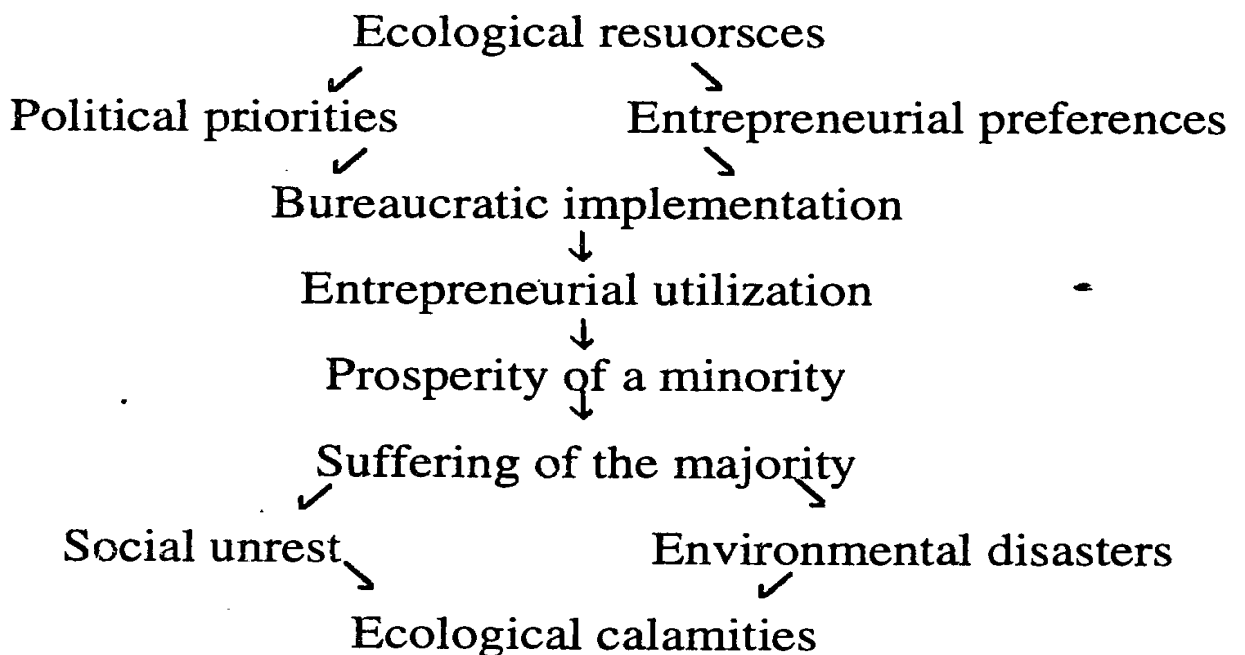 Ecological resuorsces
Political priorities Entrepreneurial preferences
Bureaucratic implementation
Entrepreneurial utilization
Prosperity of a minority
Suffering of the majority
Social unrest Environmental disasters
Ecological calamities